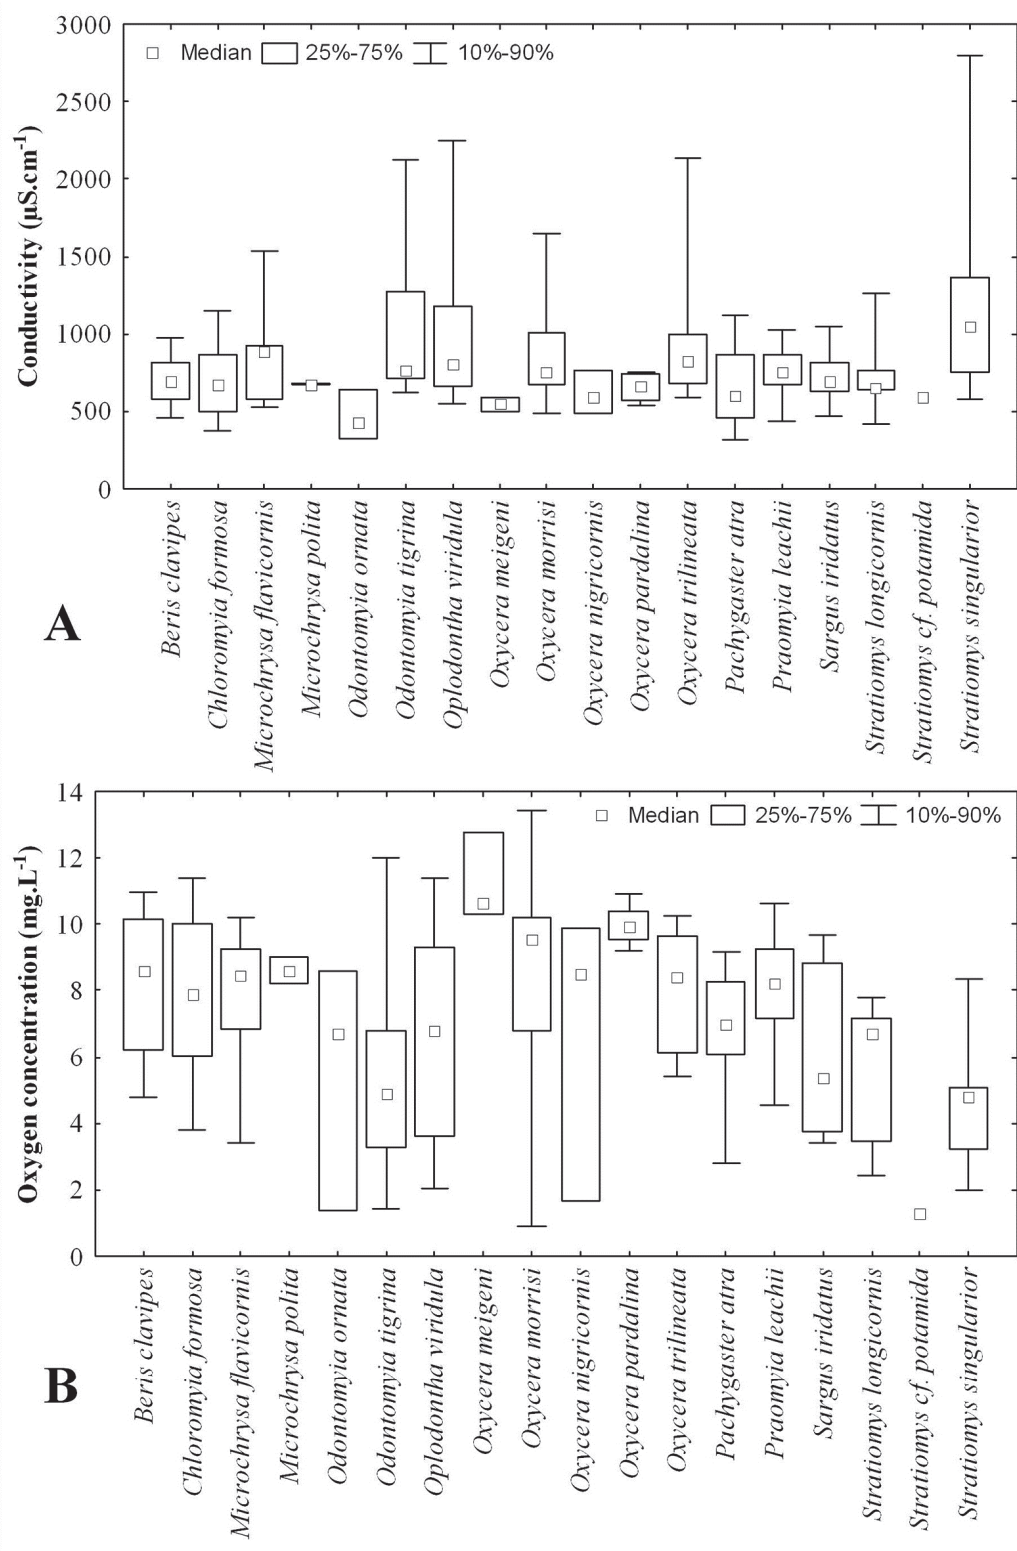 3000
2500
2000
1500
1000
500
0
Conductivity (µS.cm-1)
Median 25%-75% 10%-90%
Beris clavipes
Chloromyia formosa
Microchrysa flavicornis
Microchrysa polita
Odontomyia ornata
Odontomyia tigrina
Oplodontha viridula
Oxycera meigeni
Oxycera morrisi
Oxycera nigricornis
Oxycera pardalina
Oxycera trilineata
Pachygaster atra
Praomyia leachii
Sargus iridatus
Stratiomys longicornis
Stratiomys cf. potamida
Stratiomys singularior
A
14
12
10
8
6
4
2
0
Oxygen concentration (mg.L-1)
Median 25%-75% 10%-90%
Beris clavipes
Chloromyia formosa
Microchrysa flavicornis
Microchrysa polita
Odontomyia ornata
Odontomyia tigrina
Oplodontha viridula
Oxycera meigeni
Oxycera morrisi
Oxycera nigricornis
Oxycera pardalina
Oxycera trilineata
Pachygaster atra
Praomyia leachii
Sargus iridatus
Stratiomys longicornis
Stratiomys cf. potamida
Stratiomys singularior
B